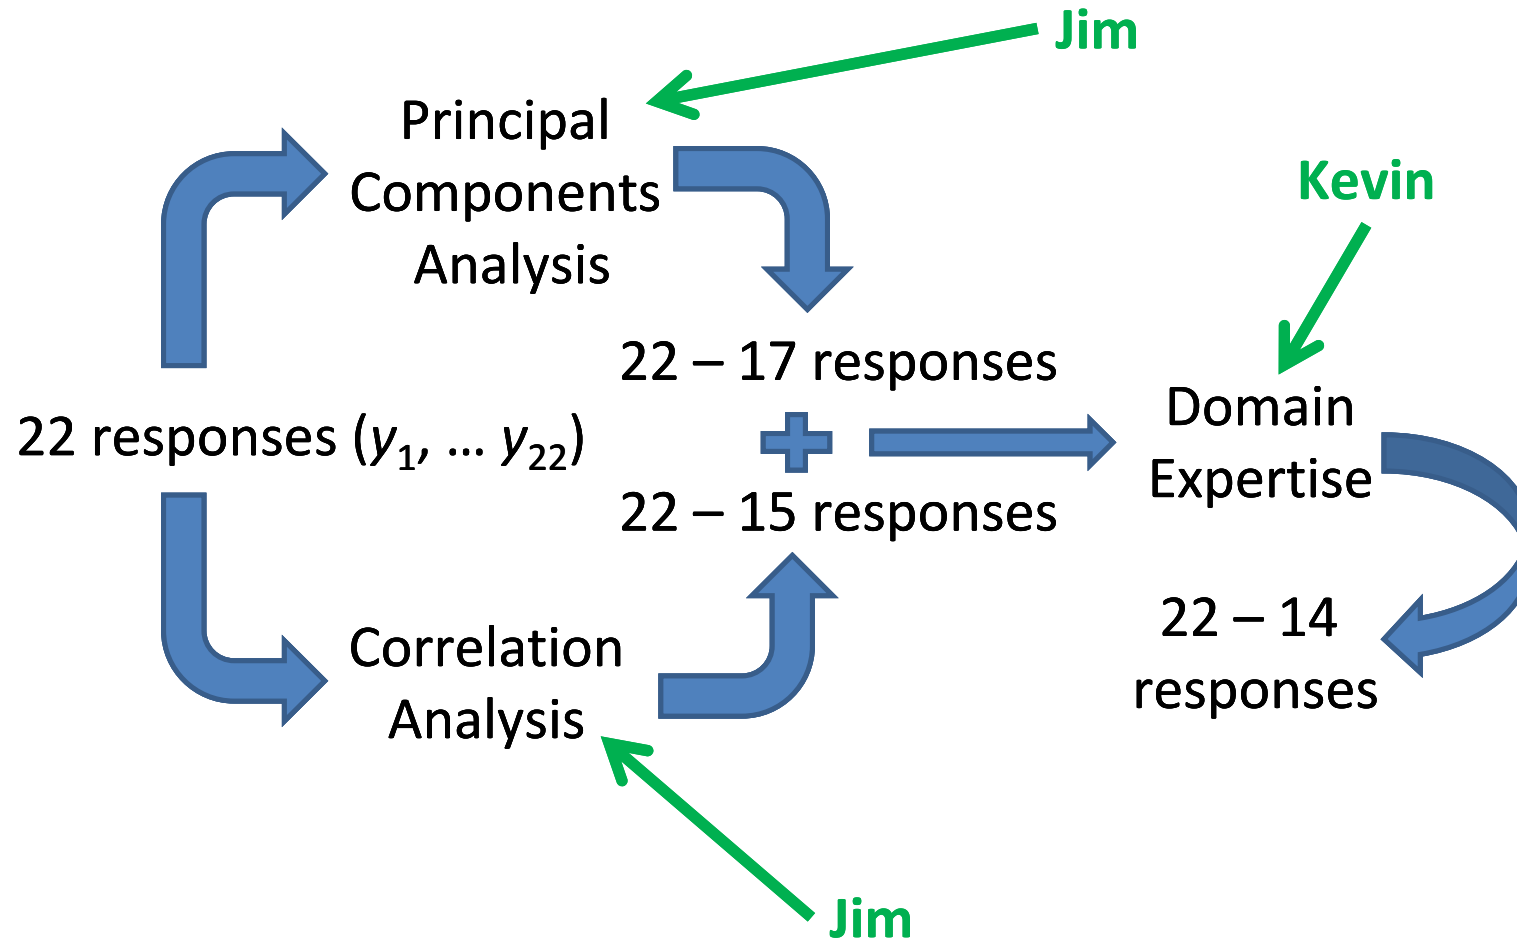 Jim
Principal
Components
Analysis
Kevin
22 – 17 responses
22 responses (y1, ... y22)
22 – 15 responses
Domain
Expertise
22 – 14
responses
Correlation
Analysis
Jim